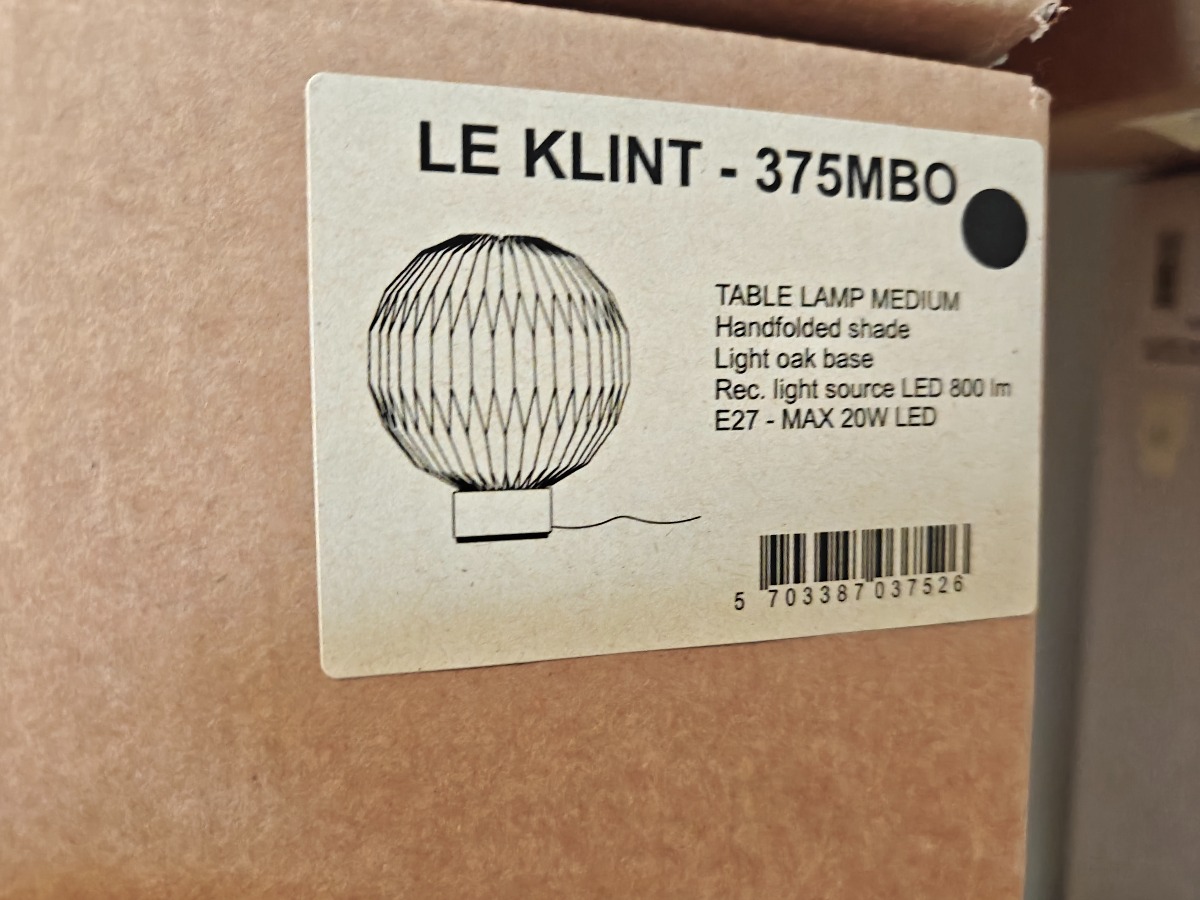 LE KLINT - 375MBO
TABLE LAMP MEDIUM
Handfolded shade
Light oak base
Rec. light source LED 800 lm
E27 - MAX 20W LED
5 703387 037526